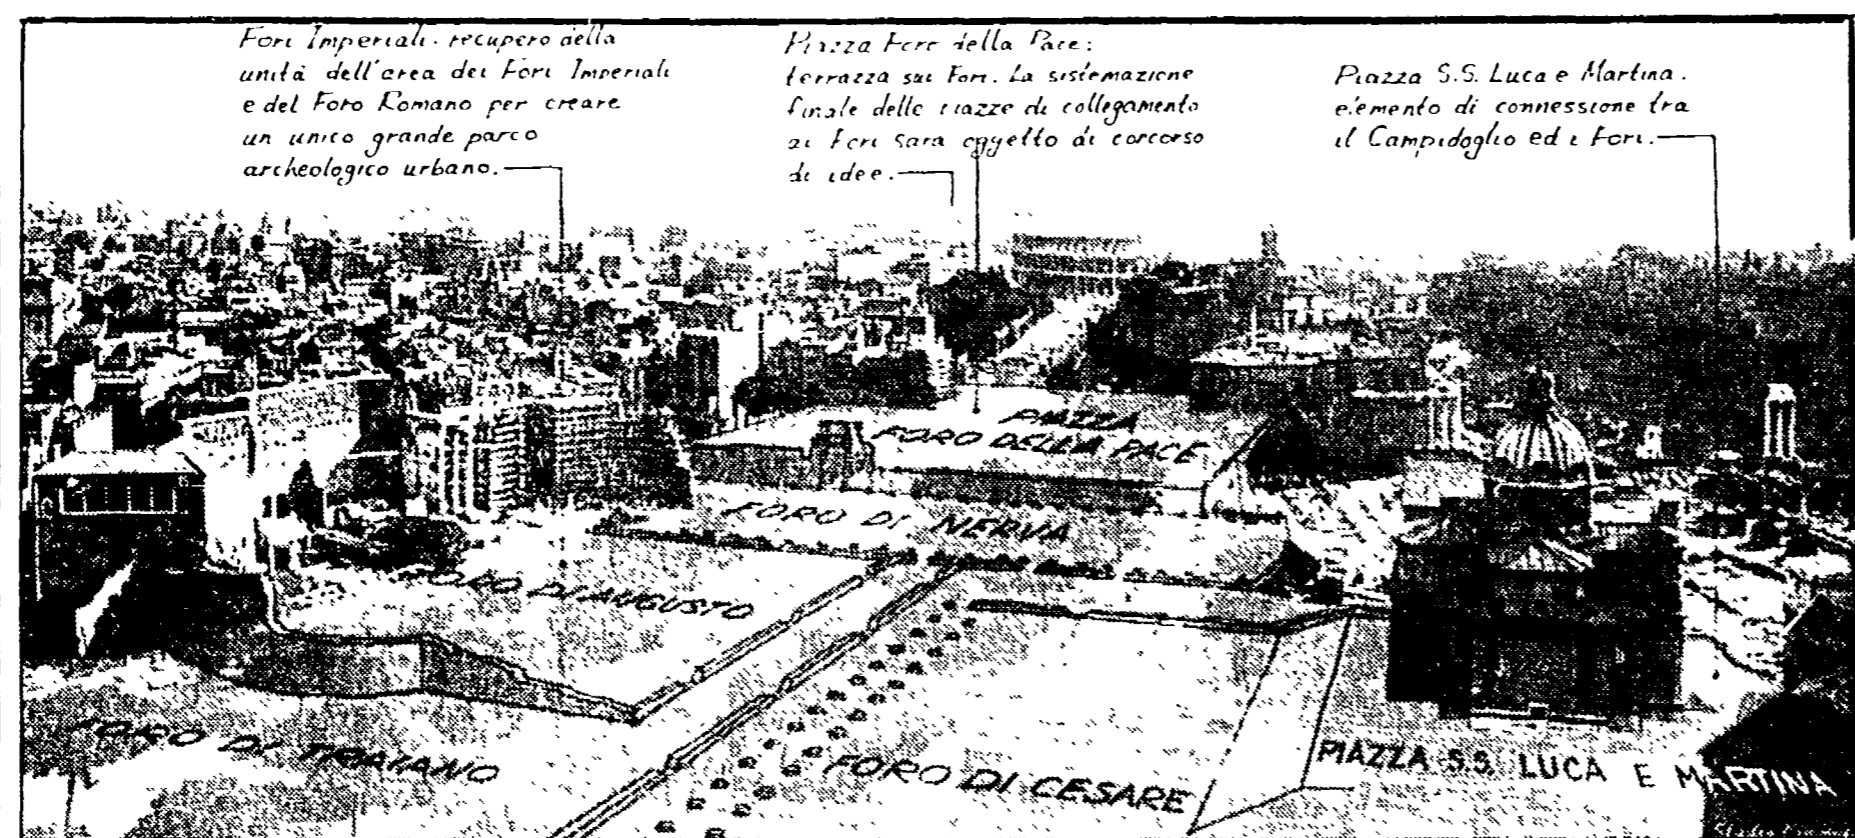 Fori Imperiali. recupero della
unità dell'area dei Fori Imperiali
e del Foro Romano per creare
un unico grande parco
archeologico urbano.
Piazza Foro della Pace:
terrazza sui Fori. La sistemazione
finale delle piazze di collegamento
ai Fori sara oggetto di concorso
di idee.
Piazza S.S. Luca e Martina.
elemento di connessione tra
il Campidoglio ed i Fori.
PIAZZA
FORO DELLA PACE
FORO DI NERVA
FORO DI AUGUSTO
FORO DI TRAIANO
FORO DI CESARE
PIAZZA S.S. LUCA E MARTINA